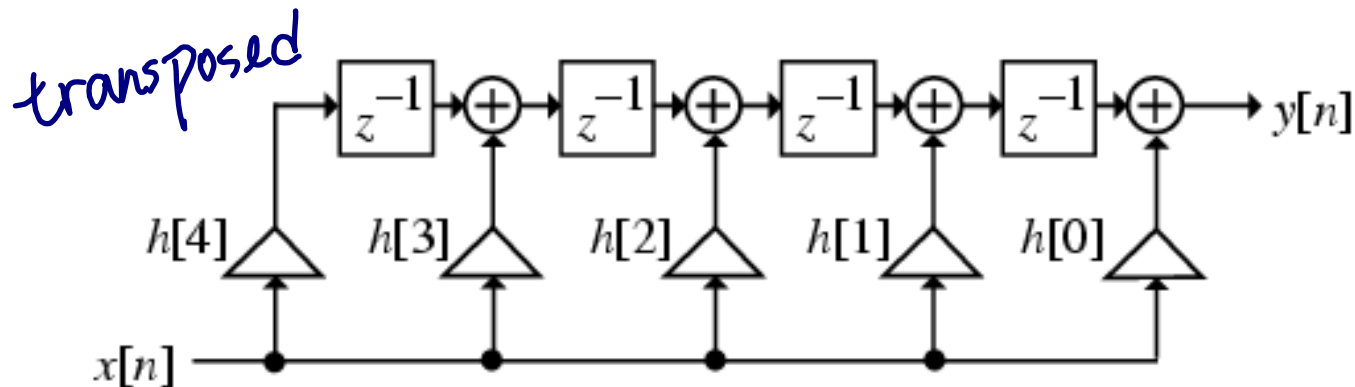 transposed
z⁻¹ + z⁻¹ + z⁻¹ + z⁻¹ + y[n]
h[4] h[3] h[2] h[1] h[0]
x[n]